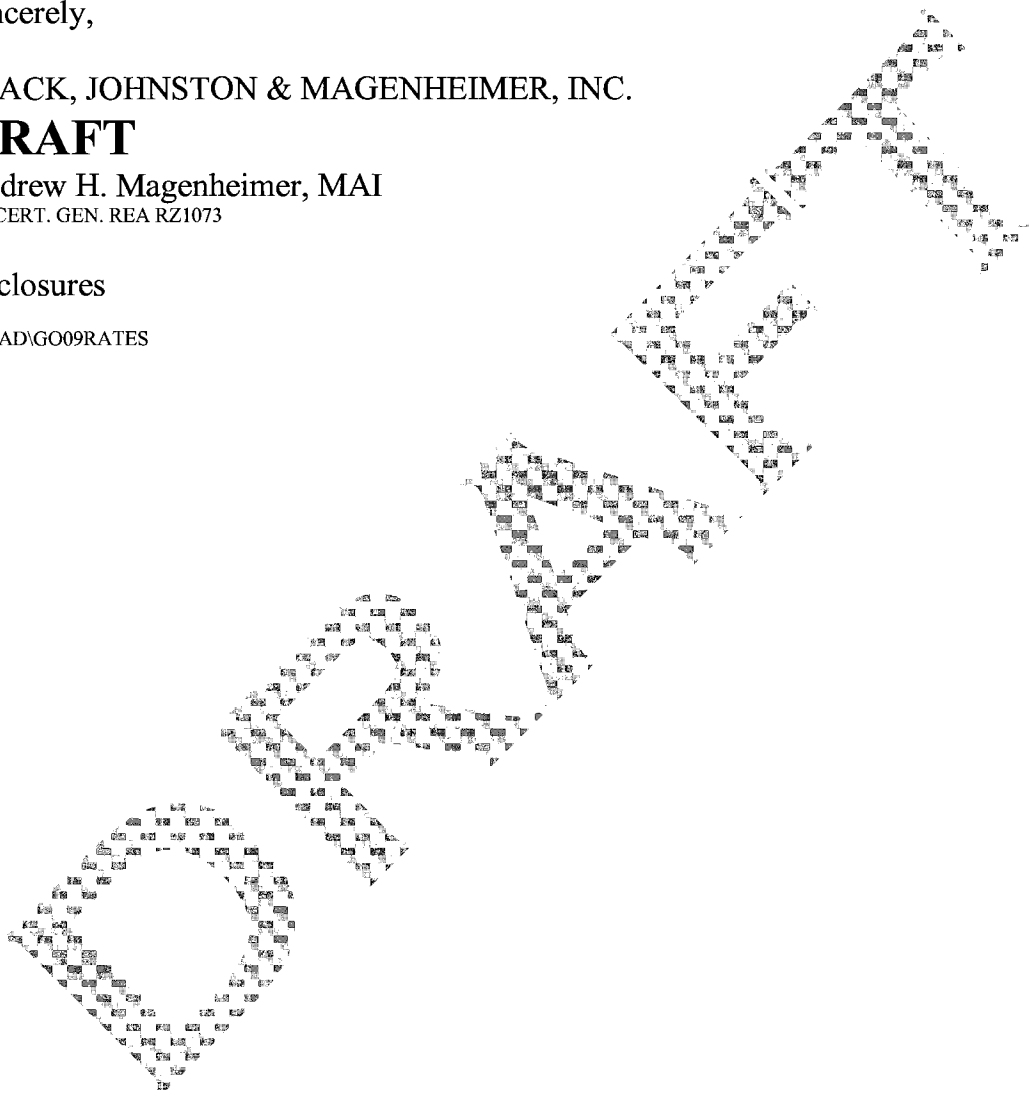 ncerely,
ACK, JOHNSTON & MAGENHEIMER, INC.
RAFT
drew H. Magenheimer, MAI
CERT. GEN. REA RZ1073
closures
AD\GO09RATES
DRAFT